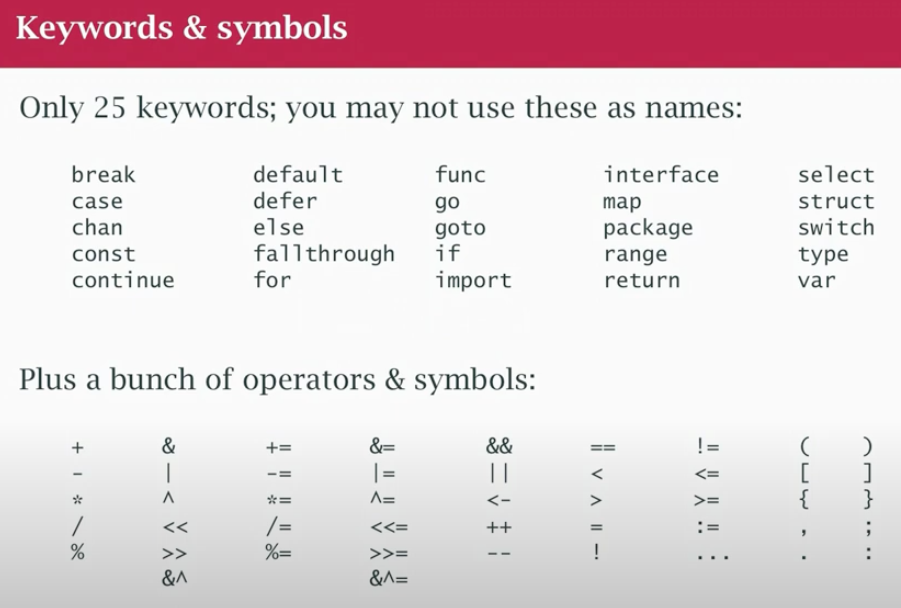 Keywords & symbols
Only 25 keywords; you may not use these as names:
break default func interface select
case defer go map struct
chan else goto package switch
const fallthrough if range type
continue for import return var
Plus a bunch of operators & symbols:
+ & += &= && == != ( )
- | -= |= || < <= [ ]
* ^ *= ^= <- > >= { }
/ << /= <<= ++ = := , ;
% >> %= >>= -- ! ... . :
&^ &^=